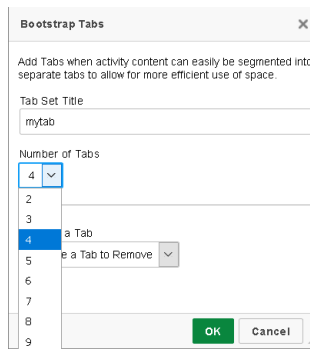 Bootstrap Tabs
Add Tabs when activity content can easily be segmented into
separate tabs to allow for more efficient use of space.
Tab Set Title
mytab
Number of Tabs
4
2
3
4
a Tab
5
a Tab to Remove
6
7
8
9
OK Cancel